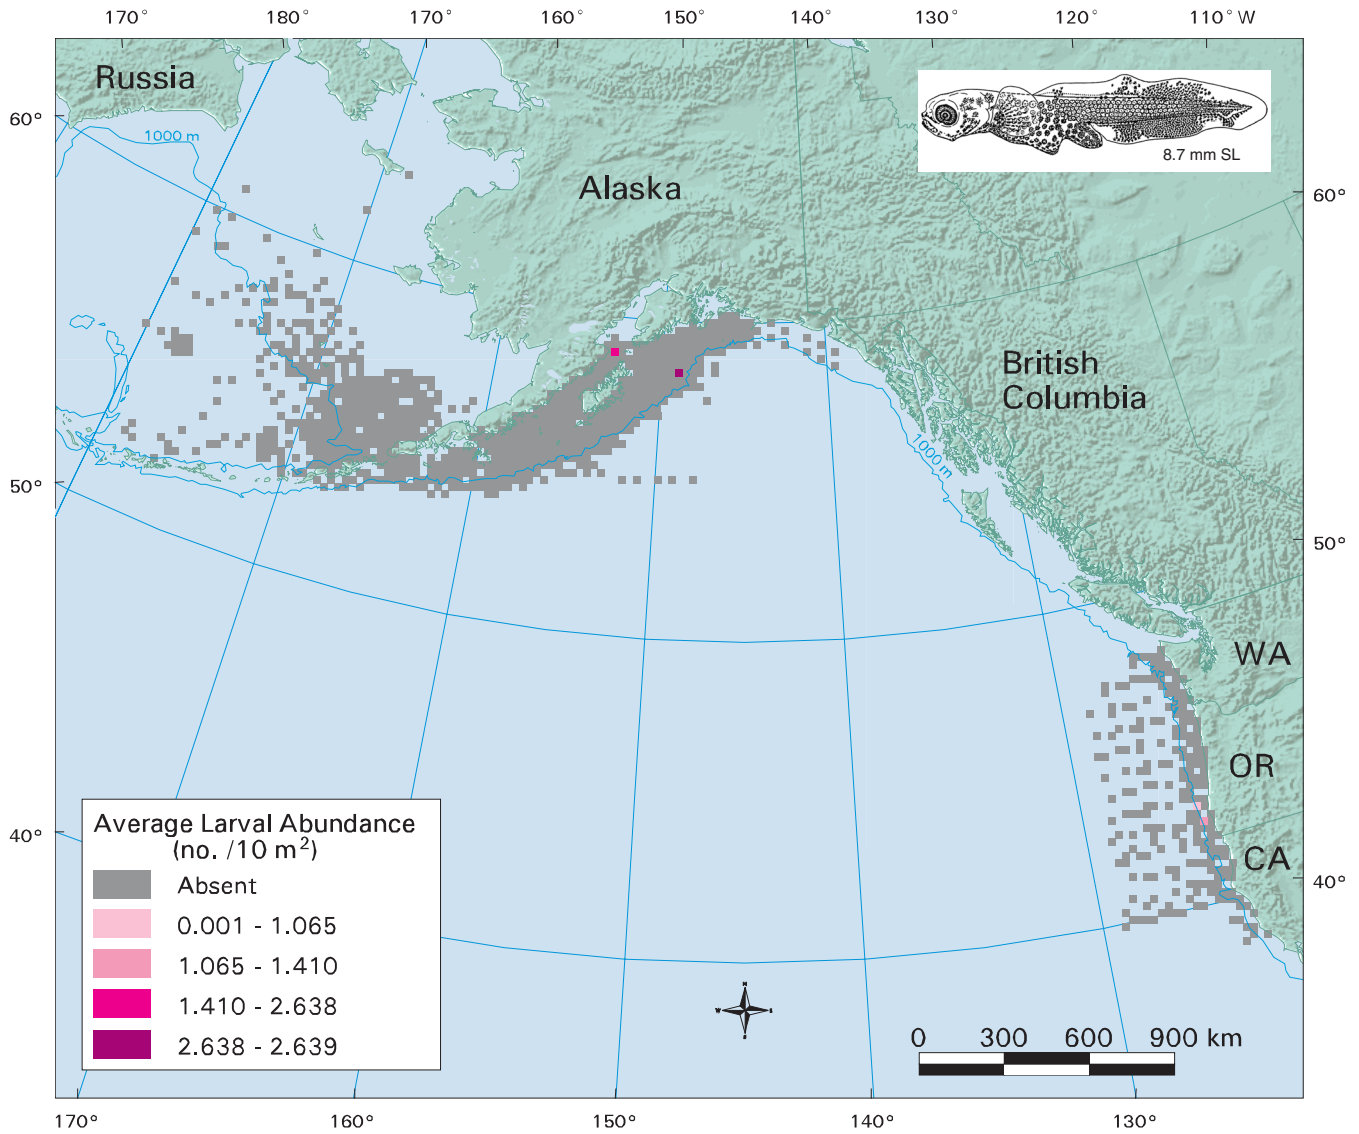 170° 180° 170° 160° 150° 140° 130° 120° 110° W
Russia
60°
1000 m
8.7 mm SL
Alaska
60°
British
Columbia
1000 m
50°
50°
WA
OR
Average Larval Abundance
(no. /10 m²)
40°
CA
Absent
40°
0.001 - 1.065
1.065 - 1.410
1.410 - 2.638
2.638 - 2.639
N
W
S
0 300 600 900 km
170° 160° 150° 140° 130°